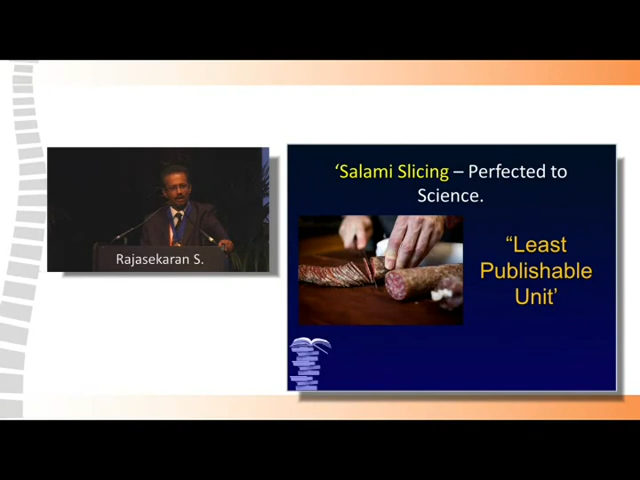 Rajasekaran S.
‘Salami Slicing – Perfected to
Science.
“Least
Publishable
Unit’